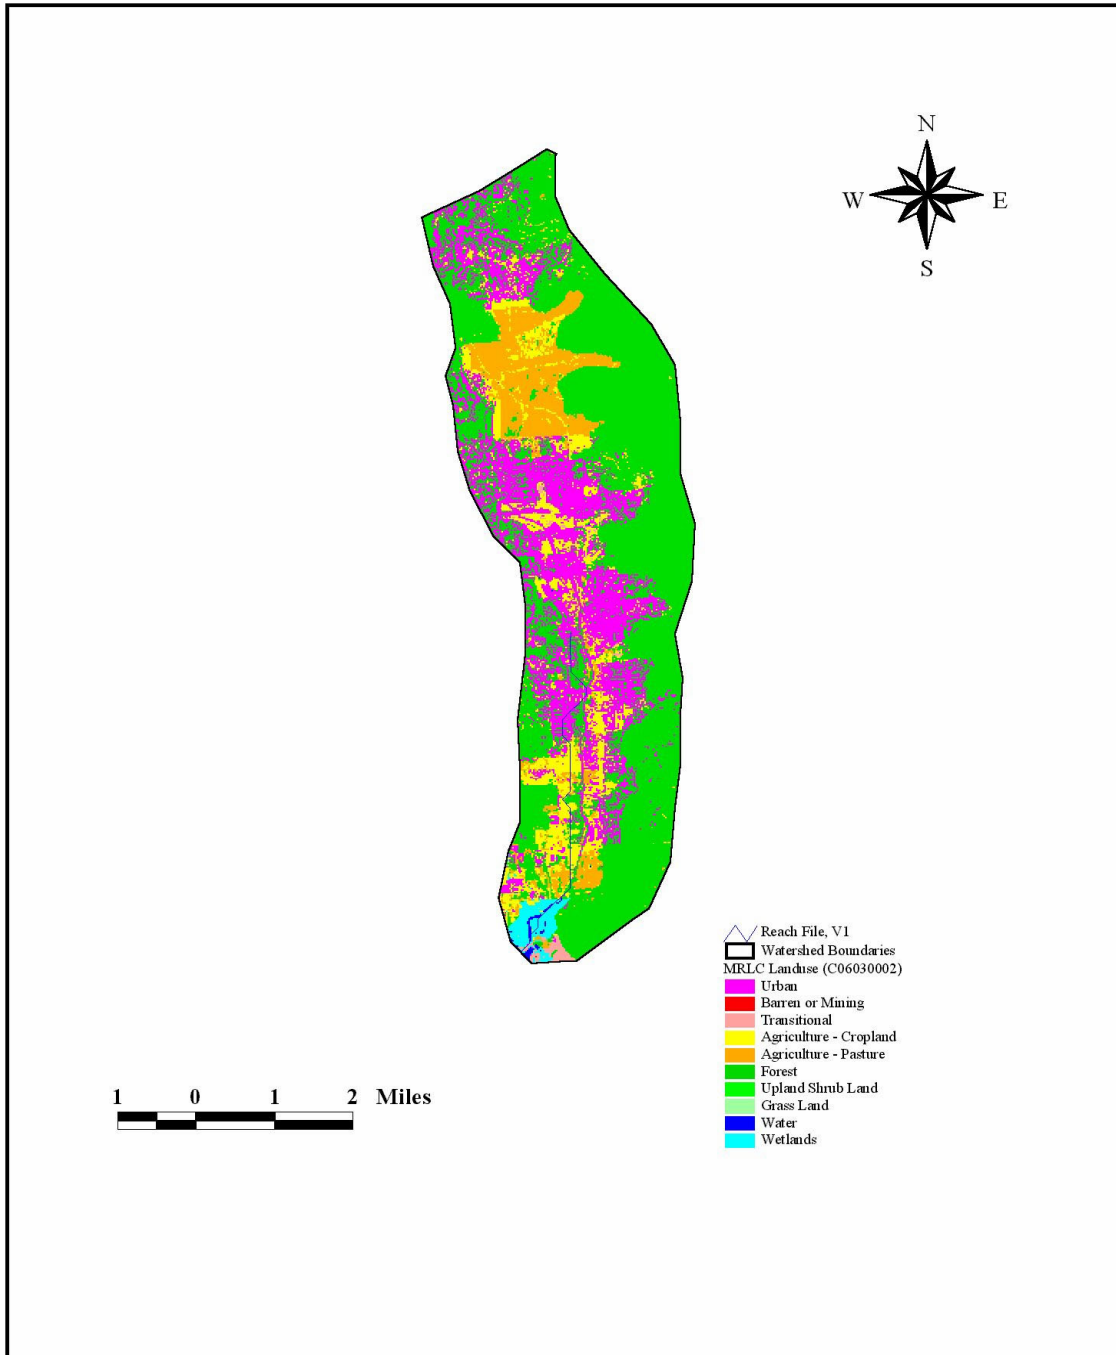 N
W E
S
Reach File, V1
Watershed Boundaries
MRLC Landuse (C06030002)
Urban
Barren or Mining
Transitional
Agriculture - Cropland
Agriculture - Pasture
Forest
Upland Shrub Land
Grass Land
Water
Wetlands
1 0 1 2 Miles